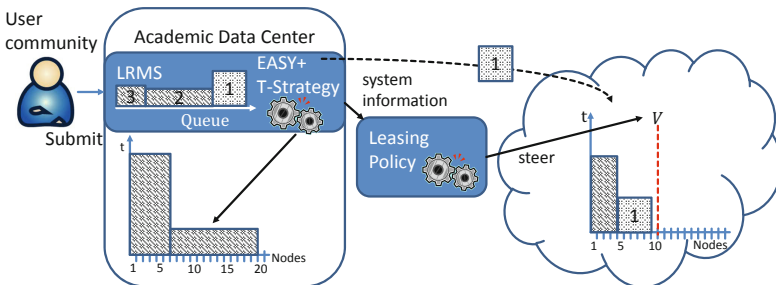 User
community
Submit
Academic Data Center
LRMS
3
2
1
Queue
EASY+
T-Strategy
system
information
1
Leasing
Policy
steer
t
1 5 10 15 20
Nodes
t
V
1
1 5 10
Nodes